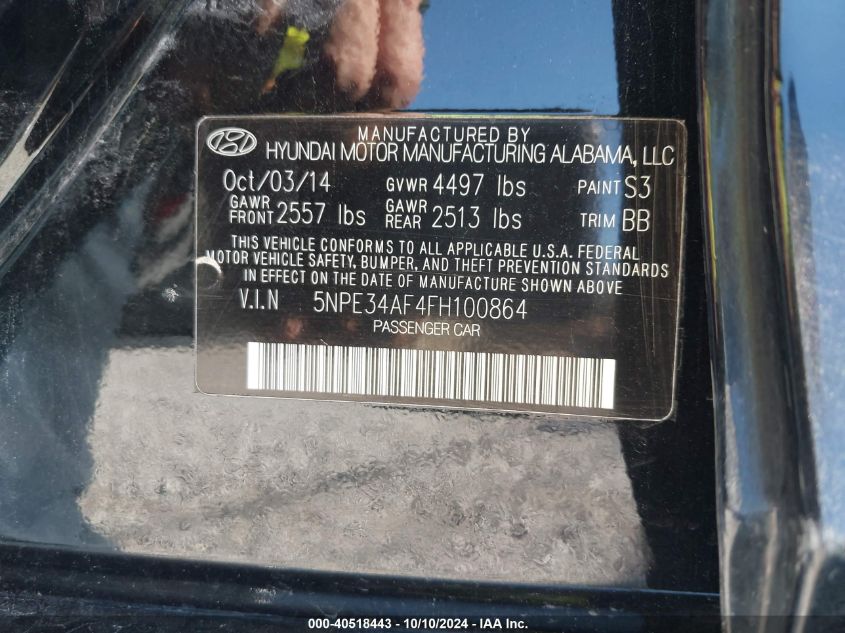 MANUFACTURED BY
HYUNDAI MOTOR MANUFACTURING ALABAMA, LLC
Oct/03/14 GVWR 4497 lbs PAINT S3
GAWR FRONT 2557 lbs GAWR REAR 2513 lbs TRIM BB
THIS VEHICLE CONFORMS TO ALL APPLICABLE U.S.A. FEDERAL
MOTOR VEHICLE SAFETY, BUMPER, AND THEFT PREVENTION STANDARDS
IN EFFECT ON THE DATE OF MANUFACTURE SHOWN ABOVE
V.I.N 5NPE34AF4FH100864
PASSENGER CAR
000-40518443 - 10/10/2024 - IAA Inc.